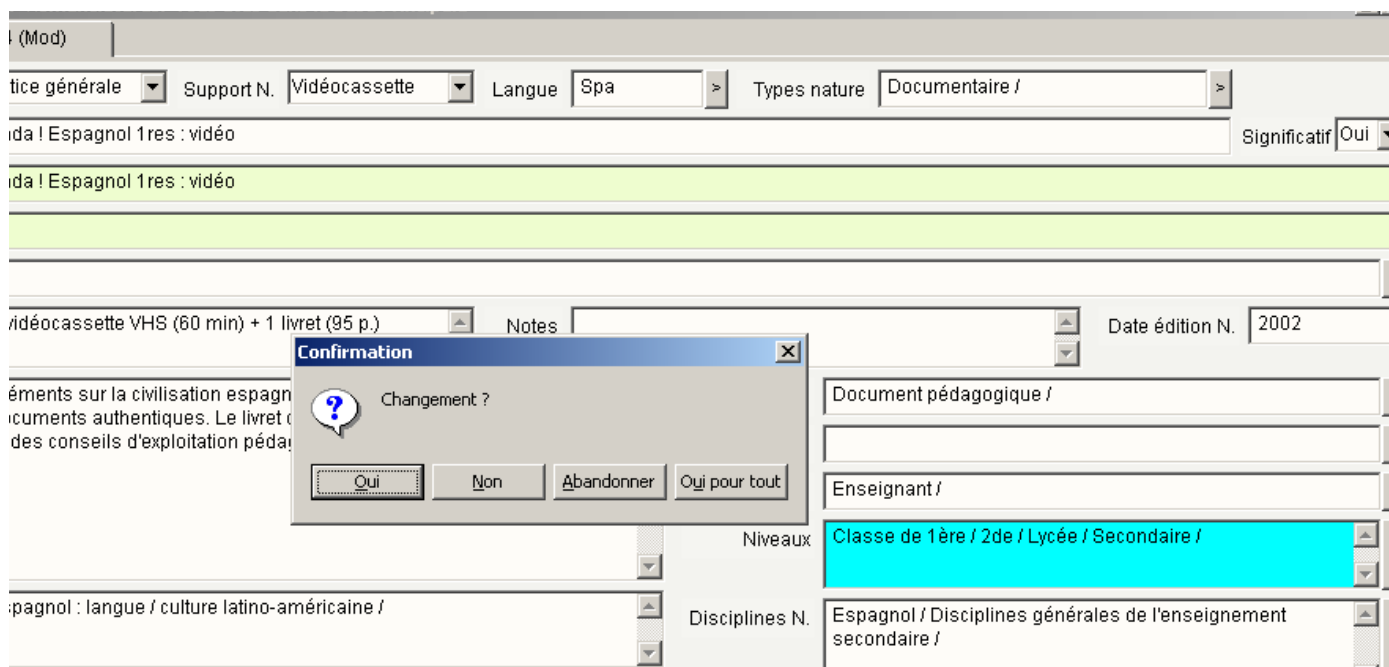 4 (Mod)
tice générale Support N. Vidéocassette Langue Spa > Types nature Documentaire / >
da ! Espagnol 1res : vidéo Significatif Oui
da ! Espagnol 1res : vidéo
vidéocassette VHS (60 min) + 1 livret (95 p.) Notes Date édition N. 2002
Confirmation
éments sur la civilisation espagn Changement ? Document pédagogique /
ocuments authentiques. Le livret
des conseils d'exploitation péda
Oui Non Abandonner Oui pour tout Enseignant /
Niveaux Classe de 1ère / 2de / Lycée / Secondaire /
spagnol : langue / culture latino-américaine / Disciplines N. Espagnol / Disciplines générales de l'enseignement
secondaire /